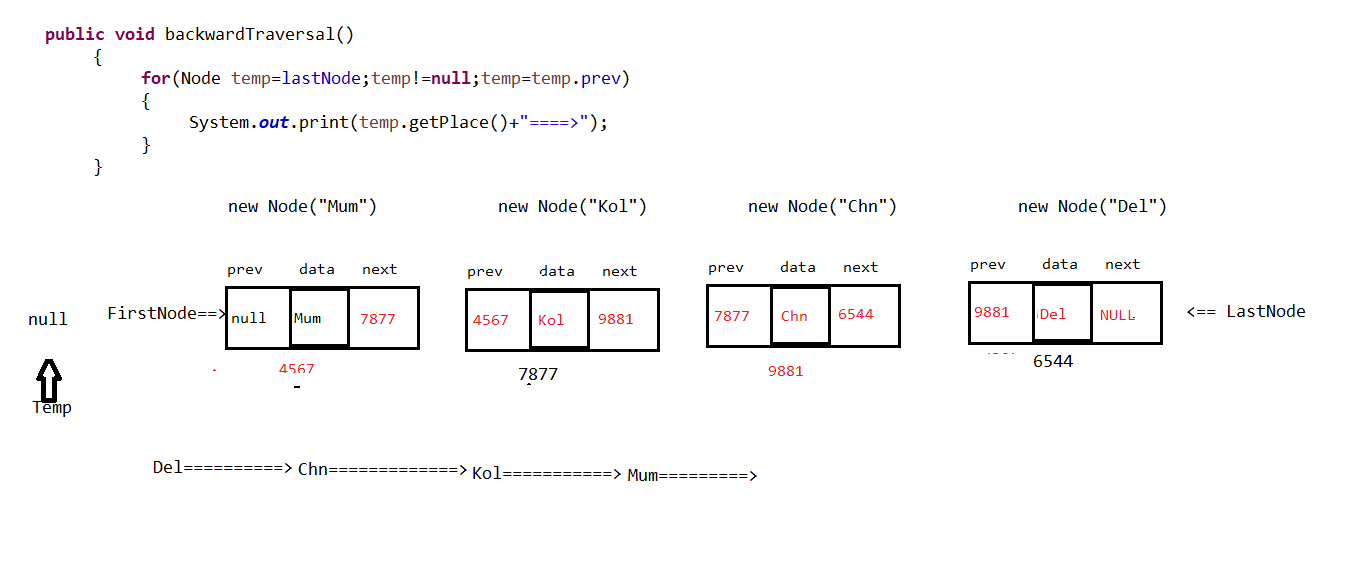 public void backwardTraversal()
{
for(Node temp=lastNode;temp!=null;temp=temp.prev)
{
System.out.print(temp.getPlace()+"====>");
}
}
new Node("Mum") new Node("Kol") new Node("Chn") new Node("Del")
prev data next prev data next prev data next prev data next
null FirstNode==> null Mum 7877 4567 Kol 9881 7877 Chn 6544 9881 Del NULL <== LastNode
4567 7877 9881 6544
Temp
Del==========> Chn=============> Kol===========> Mum=========>